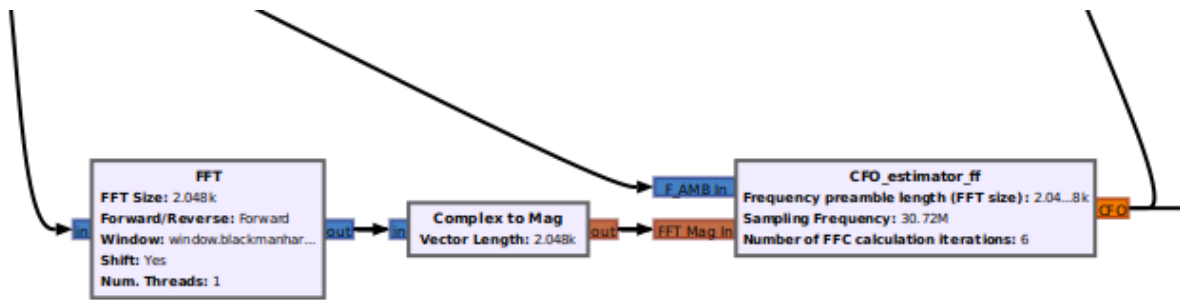 FFT
FFT Size: 2.048k
Forward/Reverse: Forward
Window: window.blackmanhar...
Shift: Yes
Num. Threads: 1
in
out
Complex to Mag
Vector Length: 2.048k
in
out
CFO_estimator_ff
Frequency preamble length (FFT size): 2.04...8k
Sampling Frequency: 30.72M
Number of FFC calculation iterations: 6
F_AMB In
FFT Mag In
CFO